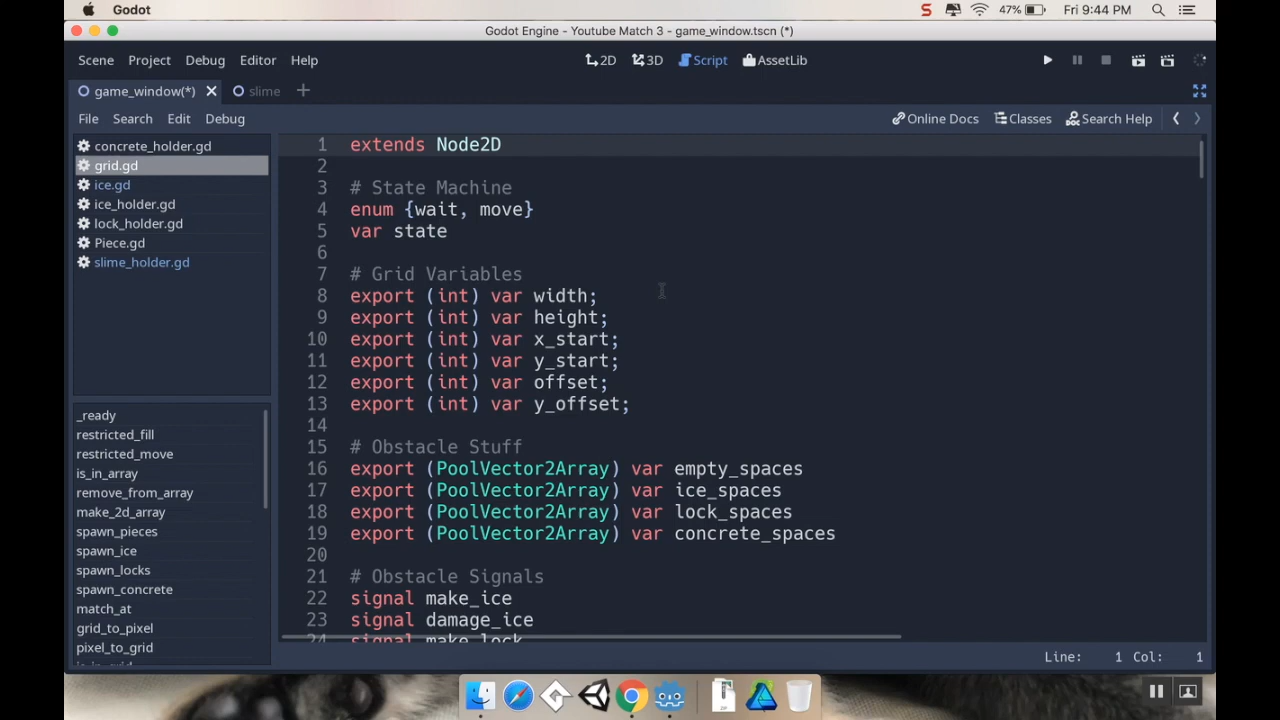 Godot
47%
Fri 9:44 PM
Godot Engine - Youtube Match 3 - game_window.tscn (*)
Scene Project Debug Editor Help
2D 3D Script AssetLib
game_window(*) slime
File Search Edit Debug
Online Docs Classes Search Help
concrete_holder.gd
grid.gd
ice.gd
ice_holder.gd
lock_holder.gd
Piece.gd
slime_holder.gd
_ready
restricted_fill
restricted_move
is_in_array
remove_from_array
make_2d_array
spawn_pieces
spawn_ice
spawn_locks
spawn_concrete
match_at
grid_to_pixel
pixel_to_grid
is_in_grid
1 extends Node2D
2
3 # State Machine
4 enum {wait, move}
5 var state
6
7 # Grid Variables
8 export (int) var width;
9 export (int) var height;
10 export (int) var x_start;
11 export (int) var y_start;
12 export (int) var offset;
13 export (int) var y_offset;
14
15 # Obstacle Stuff
16 export (PoolVector2Array) var empty_spaces
17 export (PoolVector2Array) var ice_spaces
18 export (PoolVector2Array) var lock_spaces
19 export (PoolVector2Array) var concrete_spaces
20
21 # Obstacle Signals
22 signal make_ice
23 signal damage_ice
24 signal make_lock
Line: 1 Col: 1